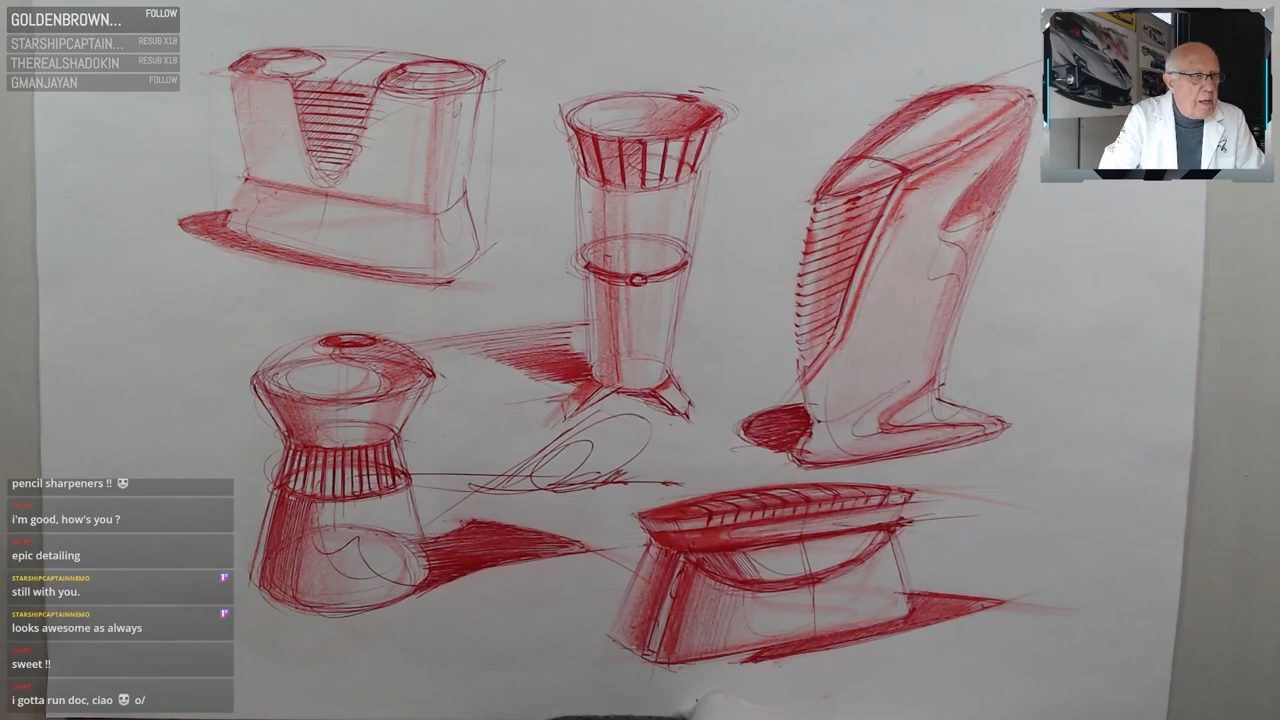 GOLDENBROWN... FOLLOW
STARSHIPCAPTAIN... RESUB X18
THEREALSHADOKIN RESUB X18
GMANJAYAN FOLLOW
pencil sharpeners !! 💀
i'm good, how's you ?
epic detailing
STARSHIPCAPTAINNEMO
still with you.
STARSHIPCAPTAINNEMO
looks awesome as always
sweet !!
i gotta run doc, ciao 💀 o/